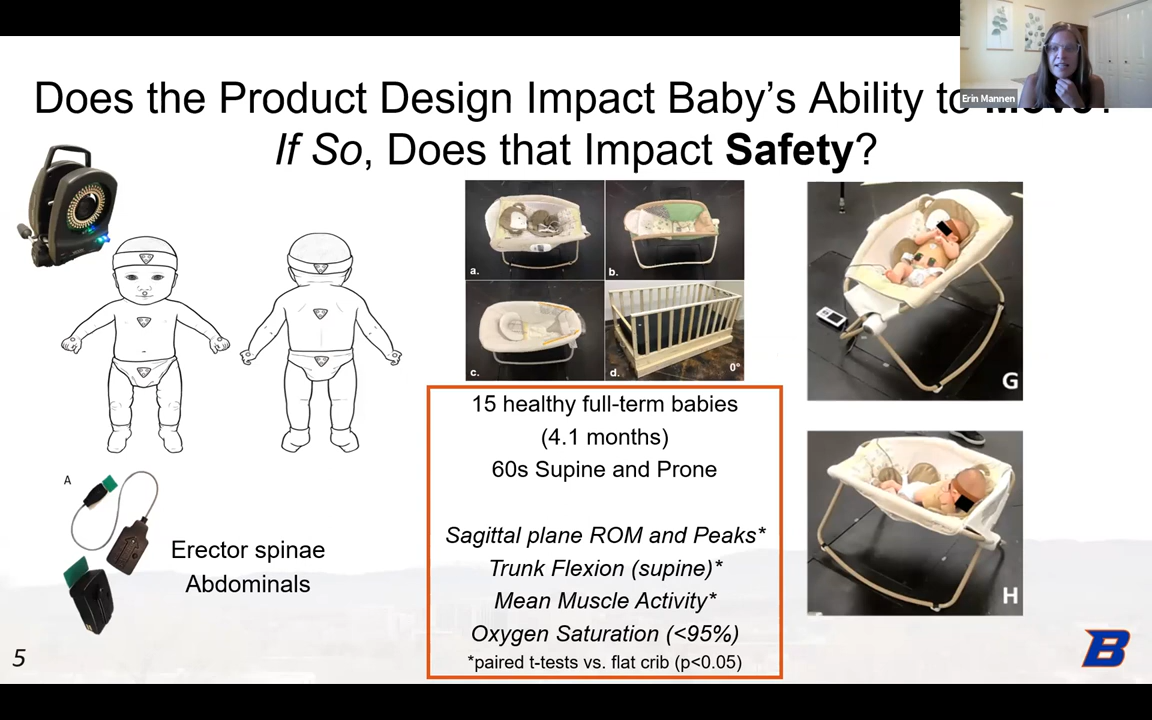 Does the Product Design Impact Baby's Ability to
If So, Does that Impact Safety?
Erin Mannen
a.
b.
c.
d.
0°
G
H
A
Erector spinae
Abdominals
15 healthy full-term babies
(4.1 months)
60s Supine and Prone
Sagittal plane ROM and Peaks*
Trunk Flexion (supine)*
Mean Muscle Activity*
Oxygen Saturation (<95%)
*paired t-tests vs. flat crib (p<0.05)
5
B